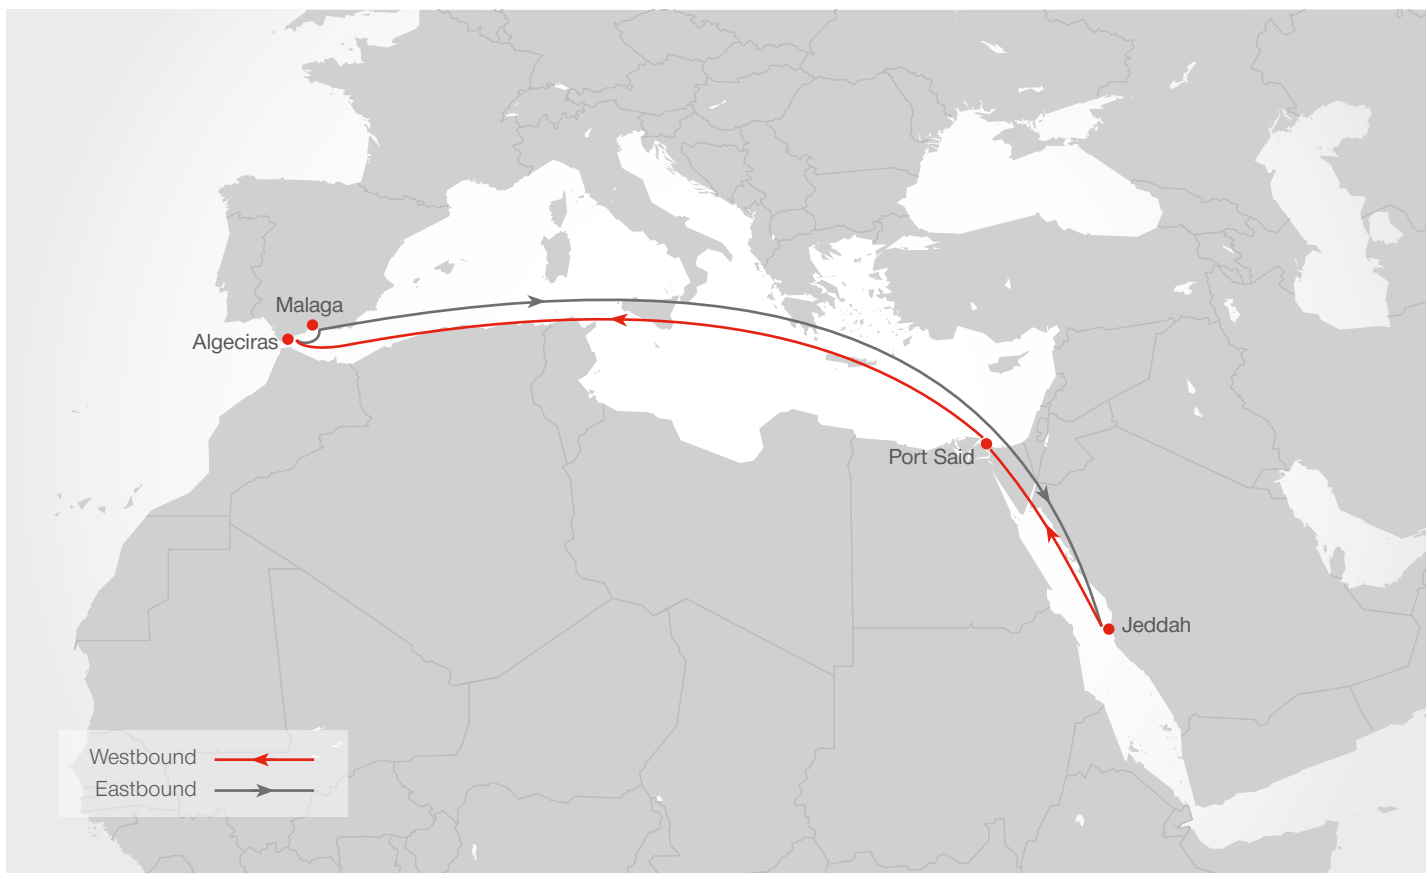 Malaga
Algeciras
Port Said
Jeddah
Westbound
Eastbound